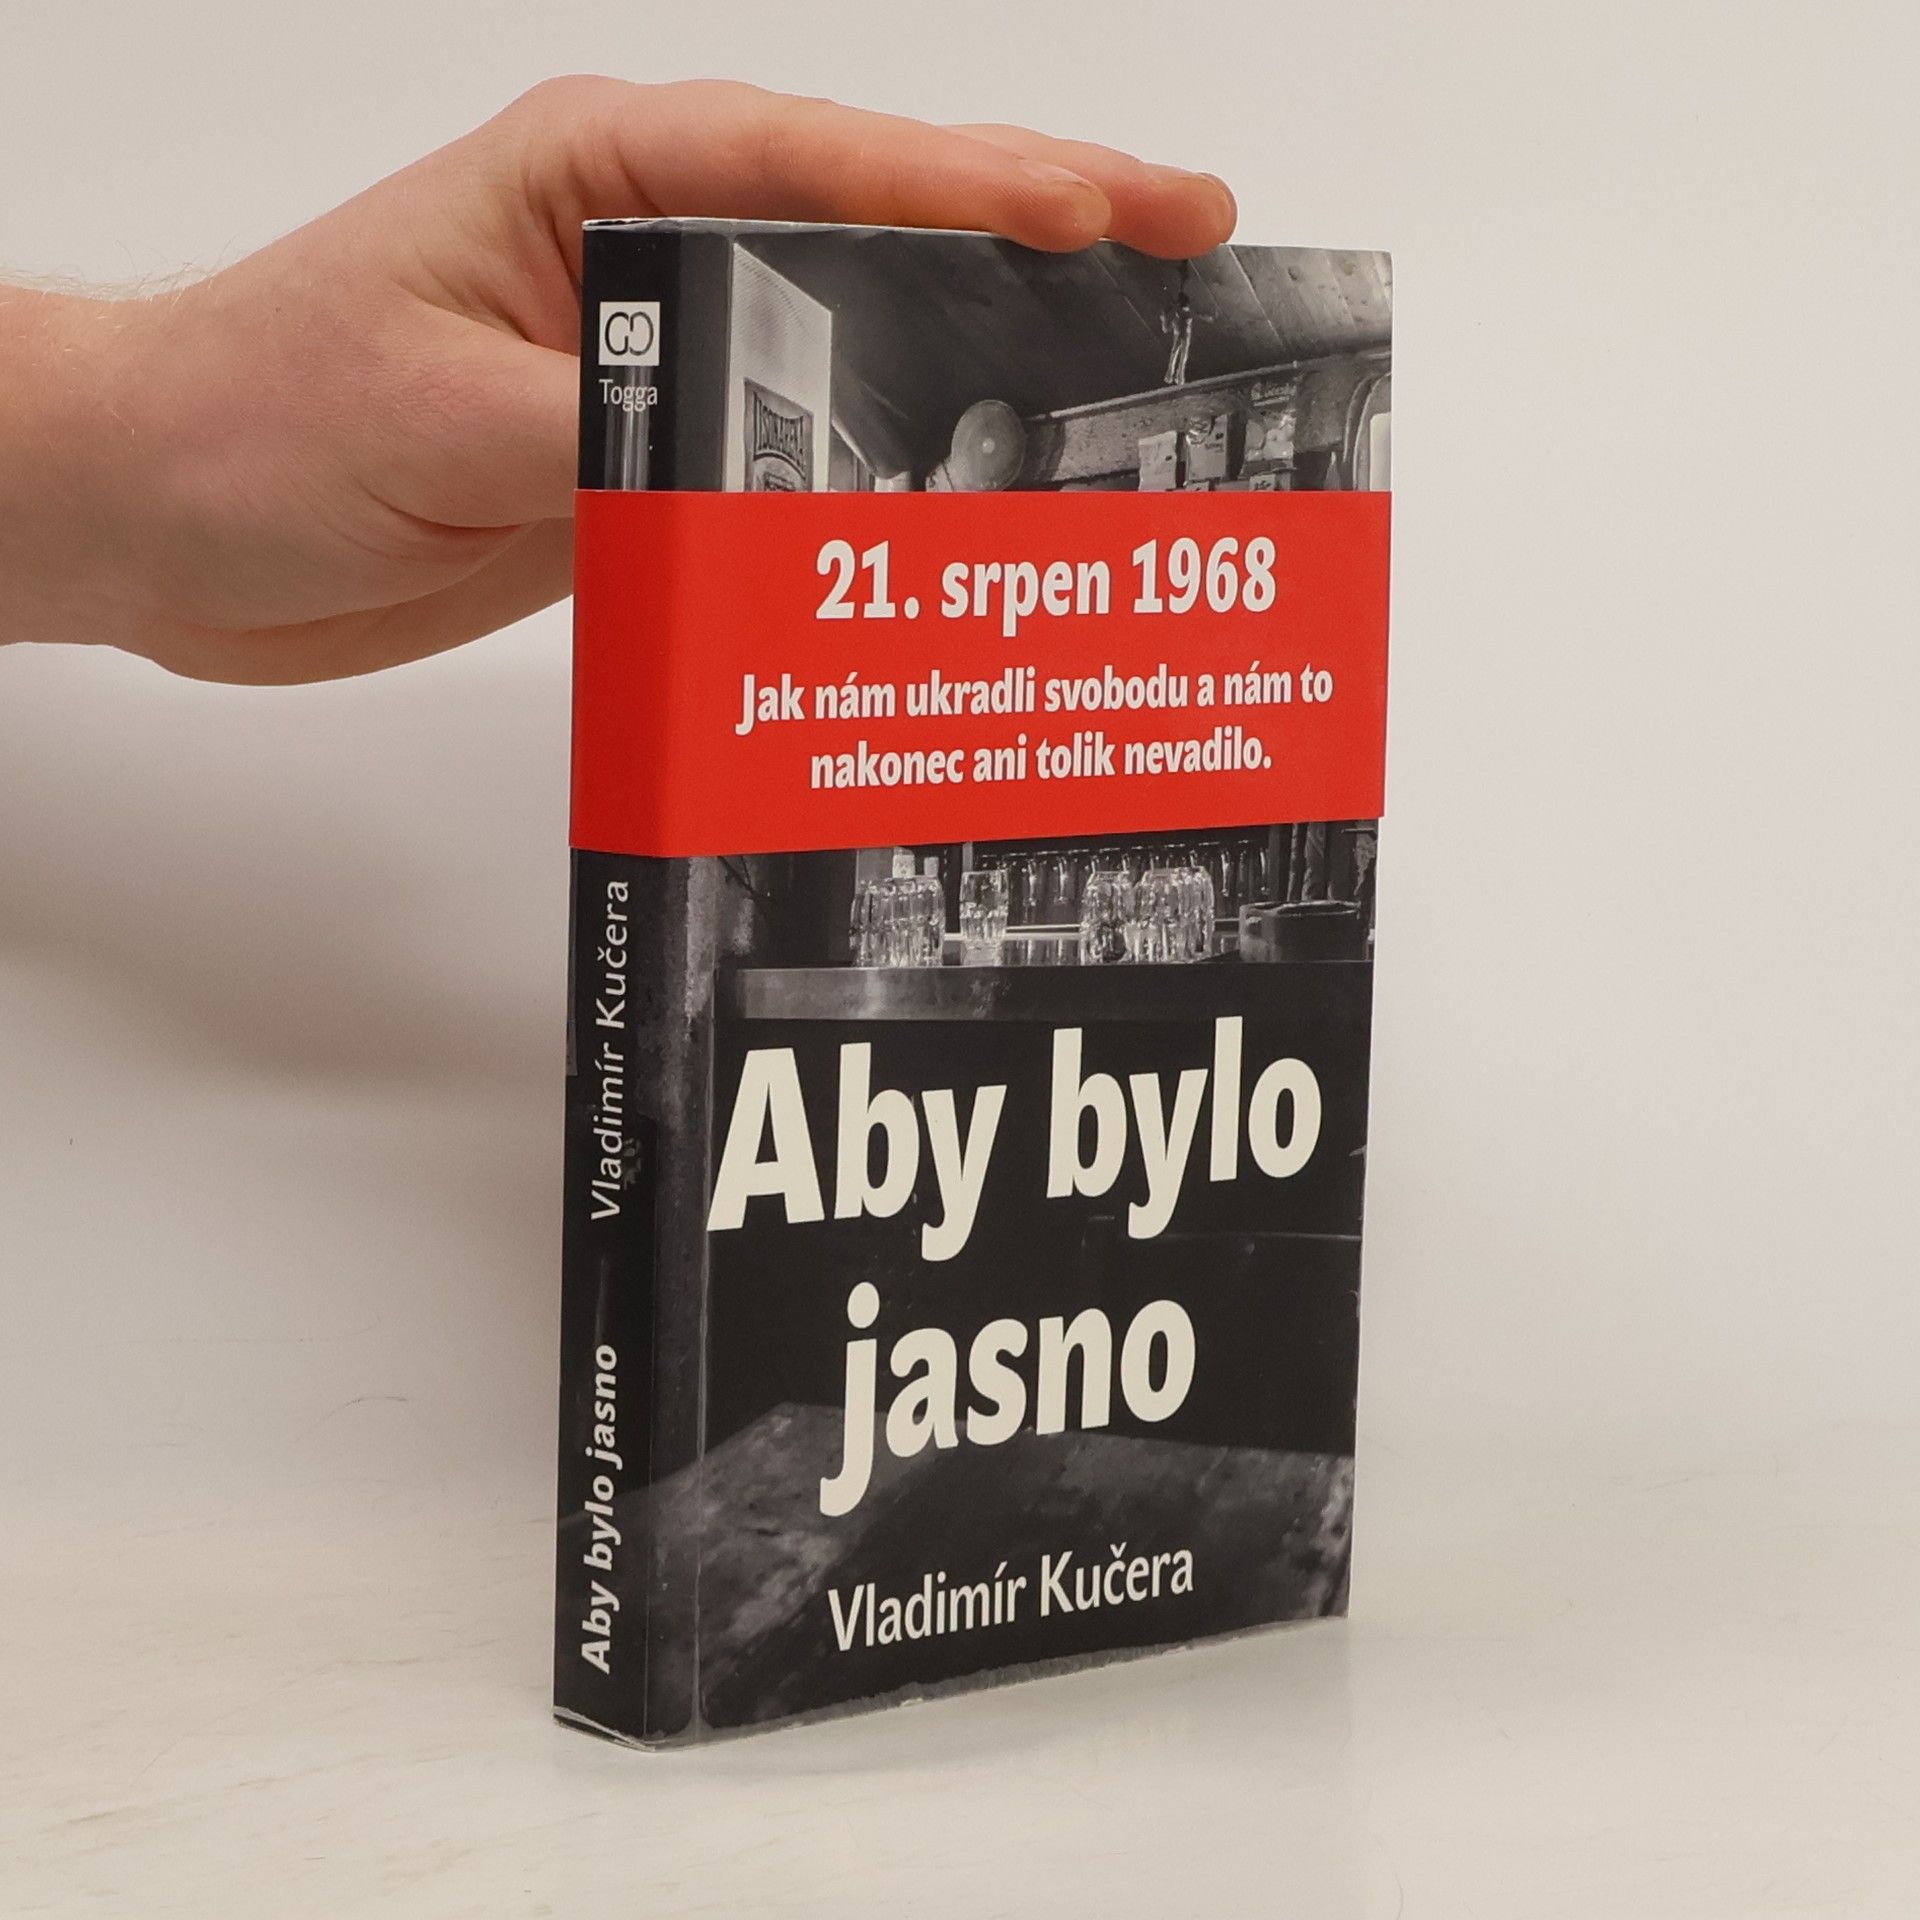 Togga
Vladimír Kučera
Aby bylo jasno
21. srpen 1968
Jak nám ukradli svobodu a nám to
nakonec ani tolik nevadilo.
Aby bylo
jasno
Vladimír Kučera